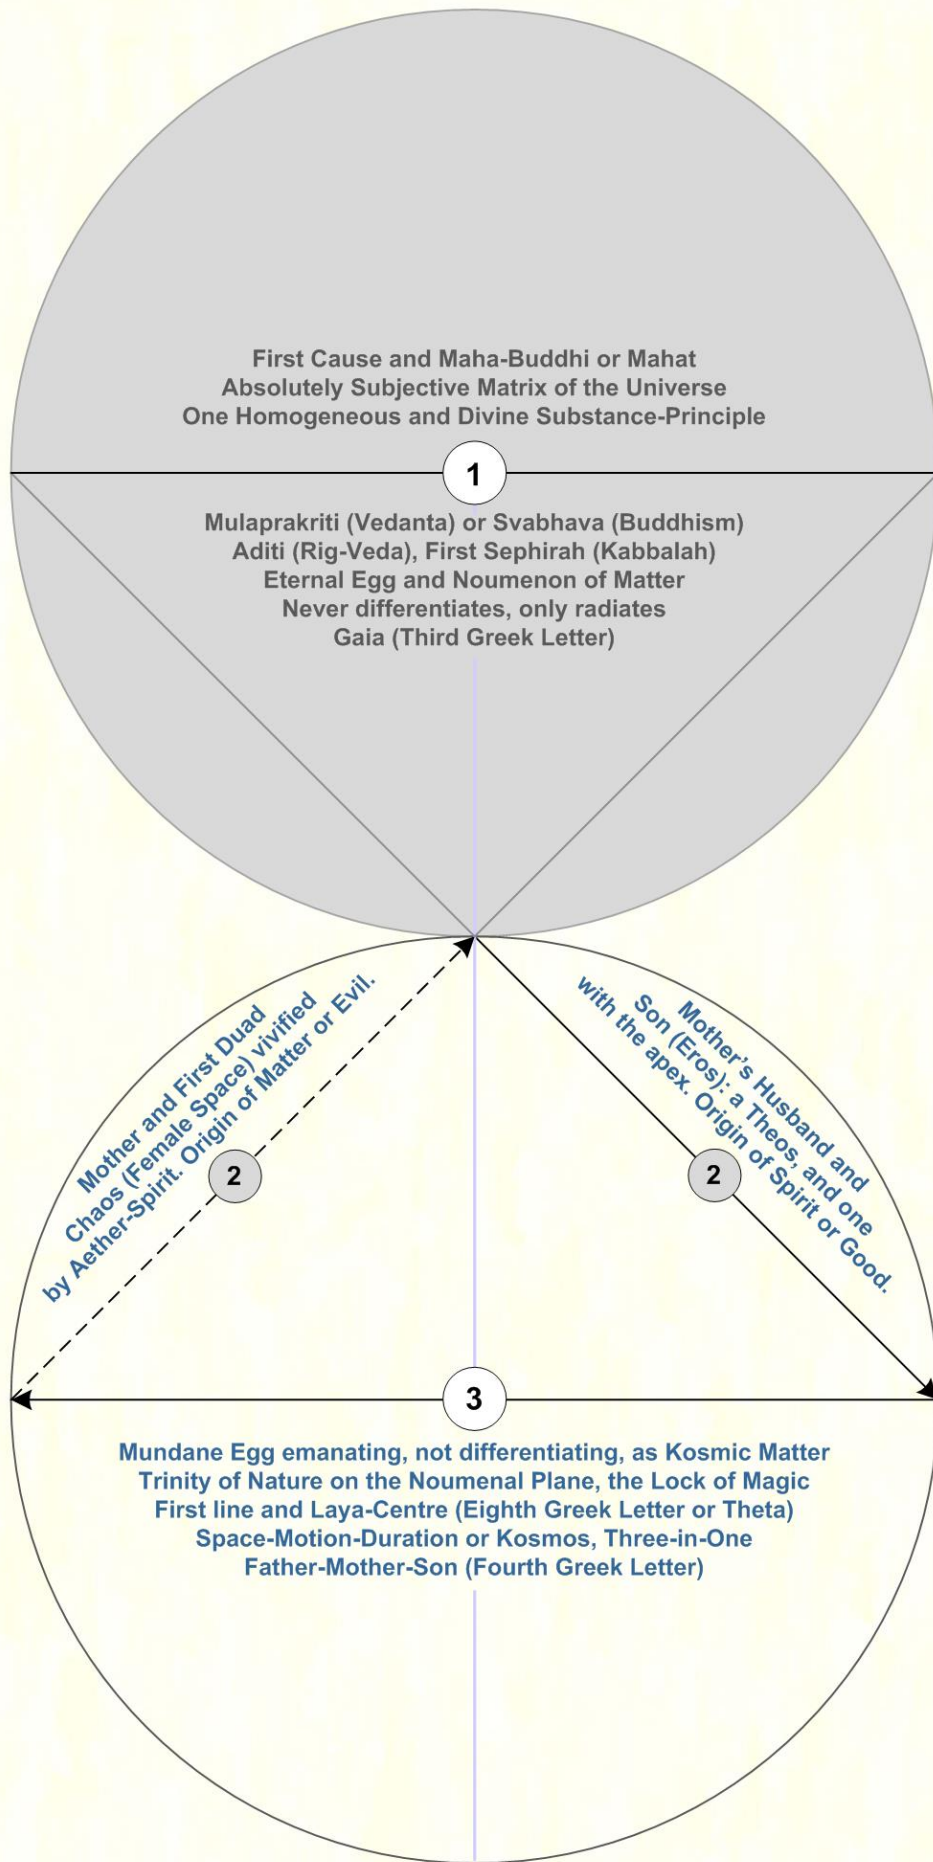 First Cause and Maha-Buddhi or Mahat
Absolutely Subjective Matrix of the Universe
One Homogeneous and Divine Substance-Principle
1
Mulaprakriti (Vedanta) or Svabhava (Buddhism)
Aditi (Rig-Veda), First Sephirah (Kabbalah)
Eternal Egg and Noumenon of Matter
Never differentiates, only radiates
Gaia (Third Greek Letter)
Mother and First Duad
Chaos (Female Space) vivified
by Aether-Spirit. Origin of Matter or Evil.
2
Mother's Husband and
Son (Eros): a Theos, and one
with the apex. Origin of Spirit or Good.
2
3
Mundane Egg emanating, not differentiating, as Kosmic Matter
Trinity of Nature on the Noumenal Plane, the Lock of Magic
First line and Laya-Centre (Eighth Greek Letter or Theta)
Space-Motion-Duration or Kosmos, Three-in-One
Father-Mother-Son (Fourth Greek Letter)